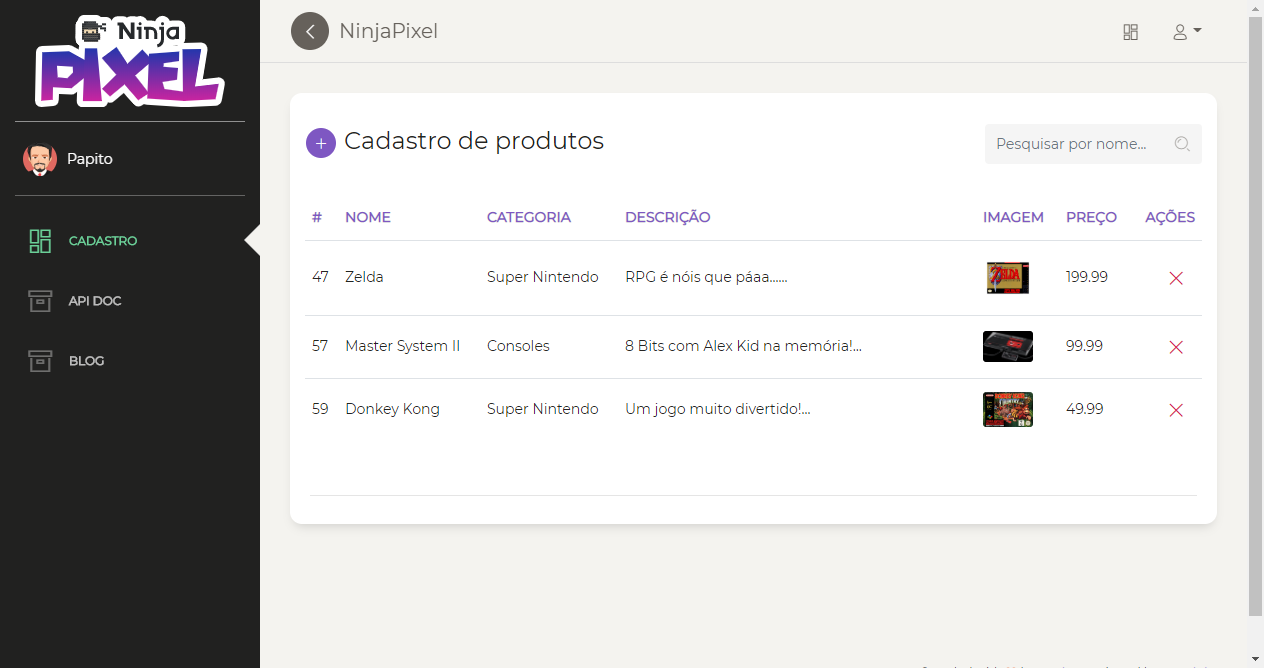 Ninja
PIXEL
NinjaPixel
Papito
CADASTRO
API DOC
BLOG
Cadastro de produtos
Pesquisar por nome...
# NOME CATEGORIA DESCRIÇÃO IMAGEM PREÇO AÇÕES
47 Zelda Super Nintendo RPG é nóis que páaa...... ZELDA 199.99
57 Master System II Consoles 8 Bits com Alex Kid na memória!... 99.99
59 Donkey Kong Super Nintendo Um jogo muito divertido!... 49.99